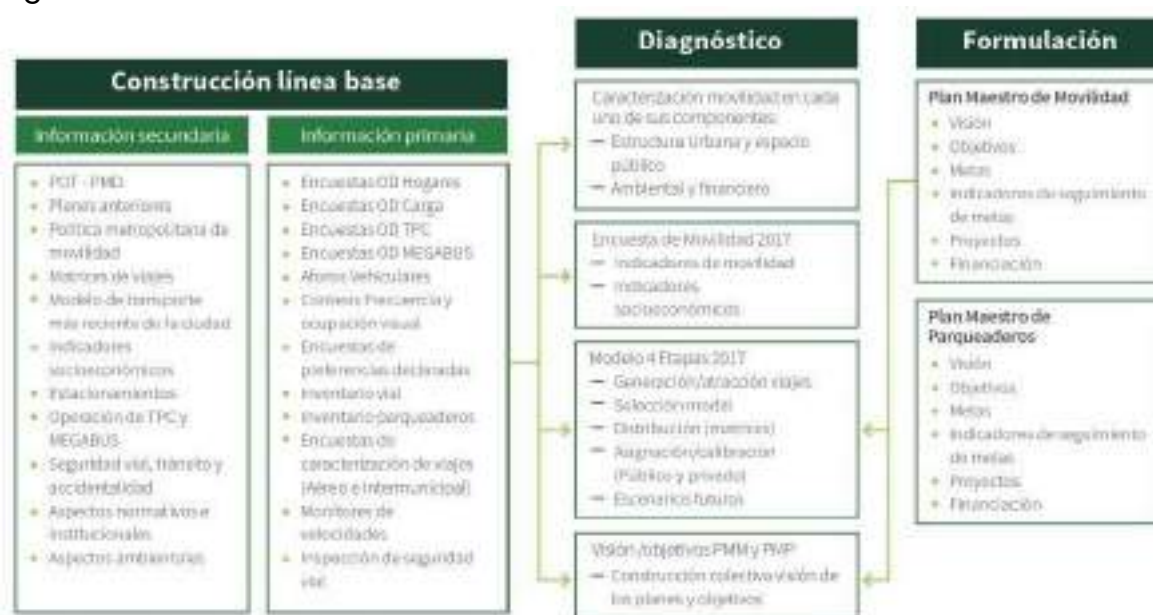 Construcción línea base
Información secundaria
POT - PMD
Planes anteriores
Política metropolitana de
movilidad
Matrices de viajes
Modelo de transporte
más reciente de la ciudad
Indicadores
socioeconómicos
Estacionamientos
Operación de TPC y
MEGABUS
Seguridad vial, tránsito y
accidentalidad
Aspectos normativos e
institucionales
Aspectos ambientales
Información primaria
Encuestas OD Hogares
Encuestas OD Carga
Encuestas OD TPC
Encuestas OD MEGABUS
Aforos Vehiculares
Conteos Frecuencia y
ocupación visual
Encuestas de
preferencias declaradas
Inventario vial
Inventario parqueaderos
Encuestas de
caracterización de viajes
(Aéreo e Intermunicipal)
Monitoreo de
velocidades
Inspección de seguridad
vial
Diagnóstico
Caracterización movilidad en cada
uno de sus componentes:
— Estructura Urbana y espacio
público
— Ambiental y financiero
Encuesta de Movilidad 2017
— Indicadores de movilidad
— Indicadores
socioeconómicos
Modelo 4 Etapas 2017
— Generación/atracción viajes
— Selección modal
— Distribución (matrices)
— Asignación/calibración
(Público y privado)
— Escenarios futuros
Visión /objetivos PMM y PMP
— Construcción colectiva visión de
los planes y objetivos
Formulación
Plan Maestro de Movilidad
Visión
Objetivos
Metas
Indicadores de seguimiento
de metas
Proyectos
Financiación
Plan Maestro de
Parqueaderos
Visión
Objetivos
Metas
Indicadores de seguimiento
de metas
Proyectos
Financiación